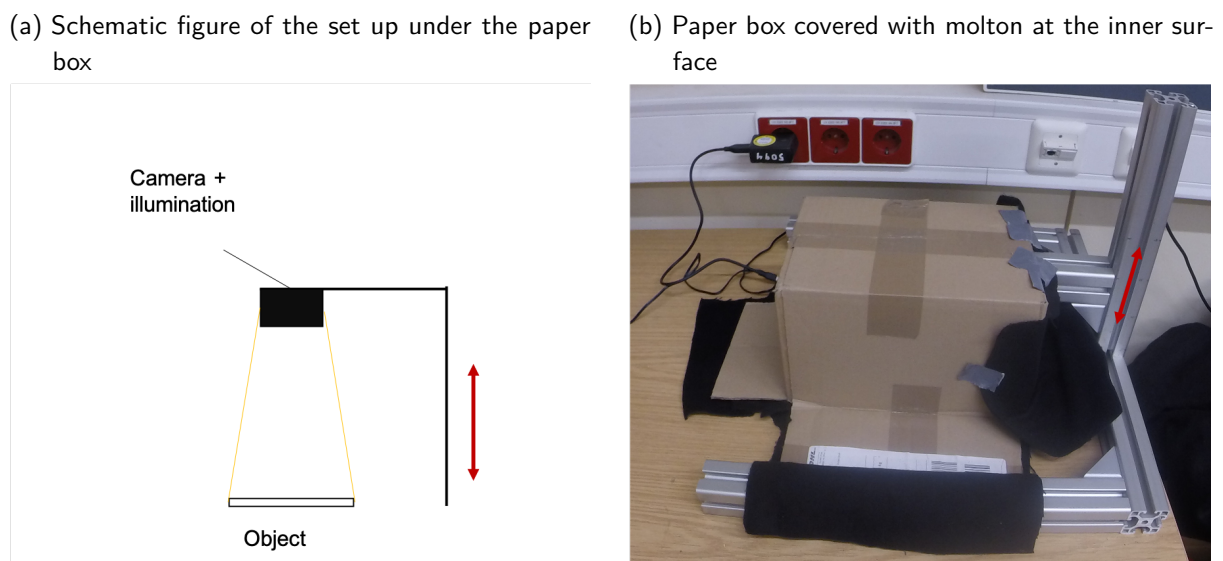 (a) Schematic figure of the set up under the paper
box
(b) Paper box covered with molton at the inner sur-
face
Camera +
illumination
Object
5094